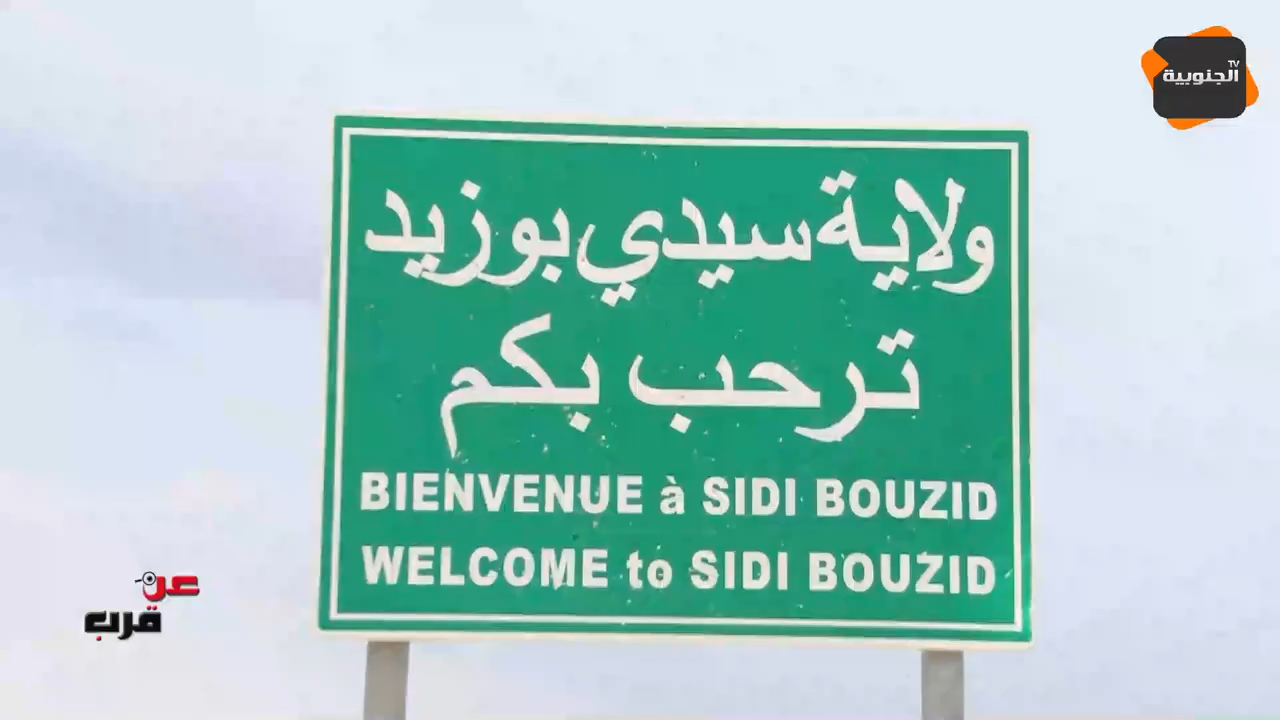 الجنوبية TV
ولاية سيدي بوزيد
ترحب بكم
BIENVENUE à SIDI BOUZID
WELCOME to SIDI BOUZID
عن
قرب